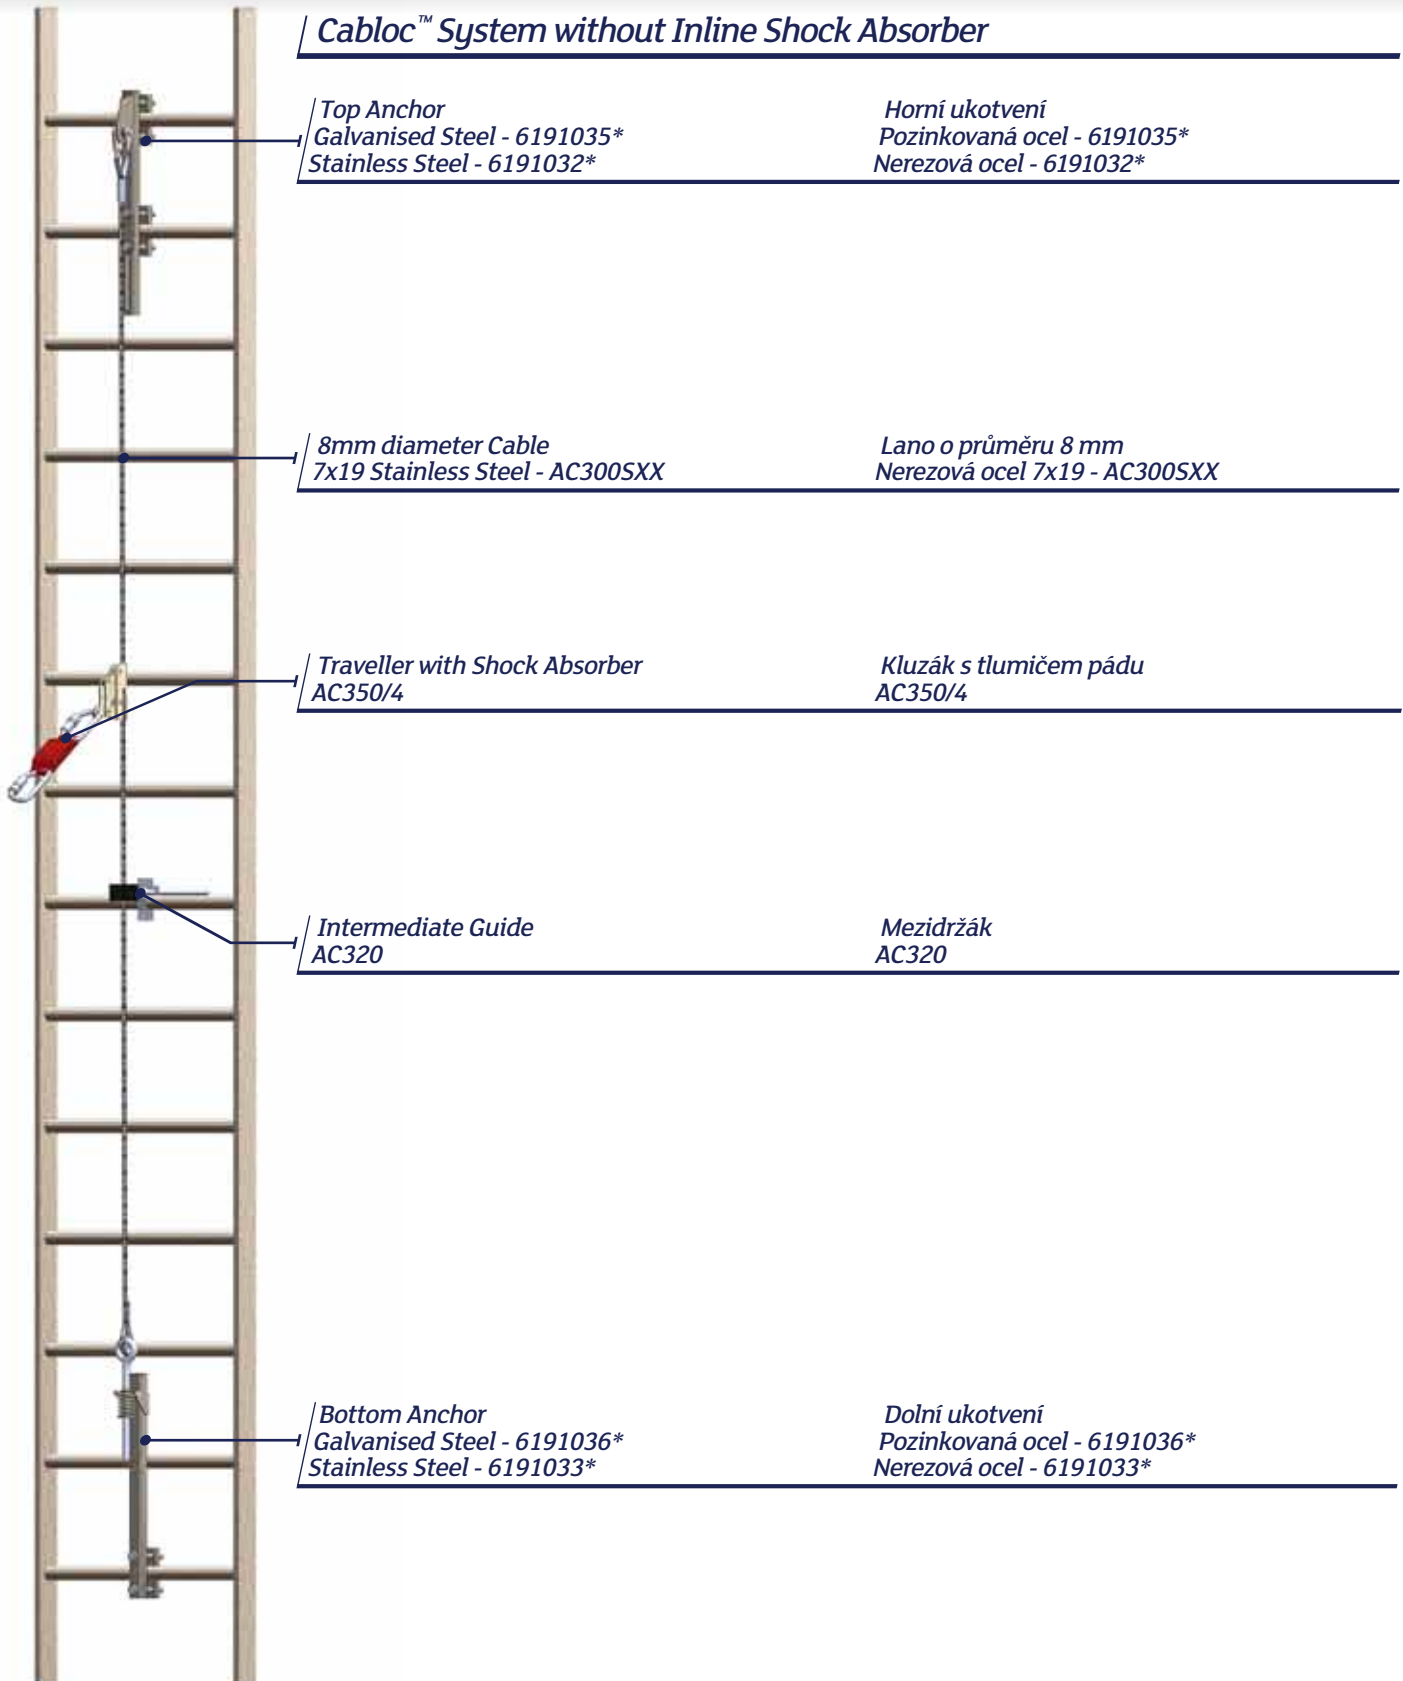 Cabloc™ System without Inline Shock Absorber
Top Anchor
Galvanised Steel - 6191035*
Stainless Steel - 6191032*
Horní ukotvení
Pozinkovaná ocel - 6191035*
Nerezová ocel - 6191032*
8mm diameter Cable
7x19 Stainless Steel - AC300SXX
Lano o průměru 8 mm
Nerezová ocel 7x19 - AC300SXX
Traveller with Shock Absorber
AC350/4
Kluzák s tlumičem pádu
AC350/4
Intermediate Guide
AC320
Mezidržák
AC320
Bottom Anchor
Galvanised Steel - 6191036*
Stainless Steel - 6191033*
Dolní ukotvení
Pozinkovaná ocel - 6191036*
Nerezová ocel - 6191033*